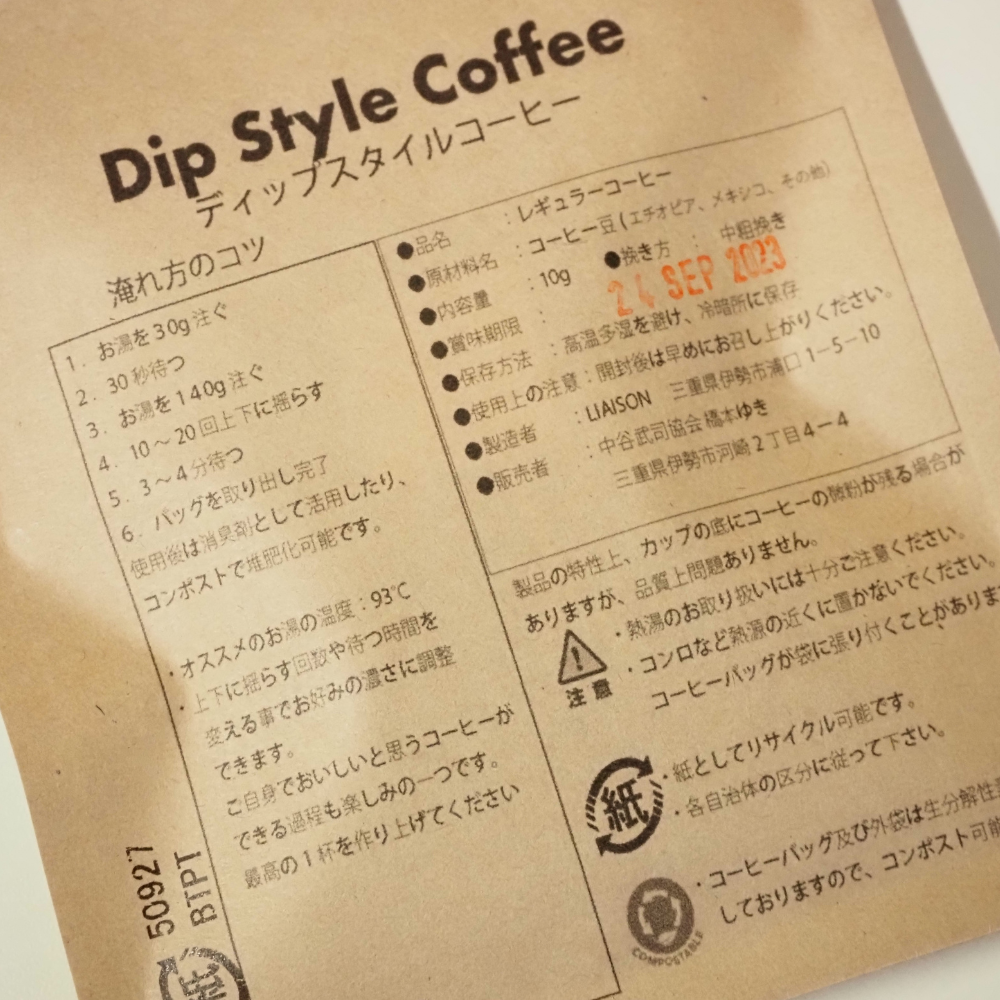 Dip Style Coffee
ディップスタイルコーヒー
淹れ方のコツ
1. お湯を30g注ぐ
2. 30秒待つ
3. お湯を140g注ぐ
4. 10～20回上下に揺らす
5. 3～4分待つ
6. バッグを取り出し完了
使用後は消臭剤として活用したり、
コンポストで堆肥化可能です。
・オススメのお湯の温度：93℃
・上下に揺らす回数や待つ時間を
変える事でお好みの濃さに調整
できます。
ご自身でおいしいと思うコーヒーが
できる過程も楽しみの一つです。
最高の1杯を作り上げてください
●品名 ：レギュラーコーヒー
●原材料名 ：コーヒー豆(エチオピア、メキシコ、その他)
●内容量 ：10g ●挽き方 ： 中粗挽き
●賞味期限 ： 24 SEP 2023
●保存方法 ：高温多湿を避け、冷暗所に保存
●使用上の注意：開封後は早めにお召し上がりください。
●製造者 ：LIAISON 三重県伊勢市浦口1-5-10
●販売者 ：中谷武司協会 橋本ゆき
三重県伊勢市河崎2丁目4-4
製品の特性上、カップの底にコーヒーの微粉が残る場合が
ありますが、品質上問題ありません。
注意
・熱湯のお取り扱いには十分ご注意ください。
・コンロなど熱源の近くに置かないでください。
コーヒーバッグが袋に張り付くことがありま
紙
・紙としてリサイクル可能です。
・各自治体の区分に従って下さい。
・コーヒーバッグ及び外袋は生分解性
しておりますので、コンポスト可能
COMPOSTABLE
50927
BTPT
紙